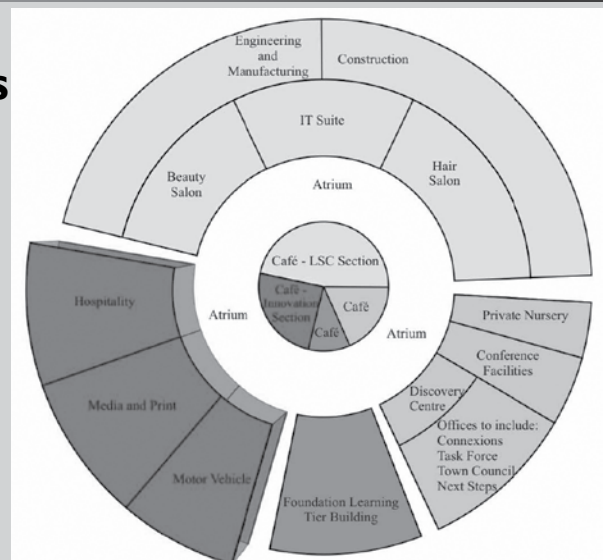 s
Engineering
and
Manufacturing
Construction
IT Suite
Beauty
Salon
Hair
Salon
Atrium
Café - LSC Section
Café -
Innovation
Section
Café
Café
Atrium
Atrium
Hospitality
Media and Print
Motor Vehicle
Private Nursery
Conference
Facilities
Discovery
Centre
Offices to include:
Connexions
Task Force
Town Council
Next Steps
Foundation Learning
Tier Building